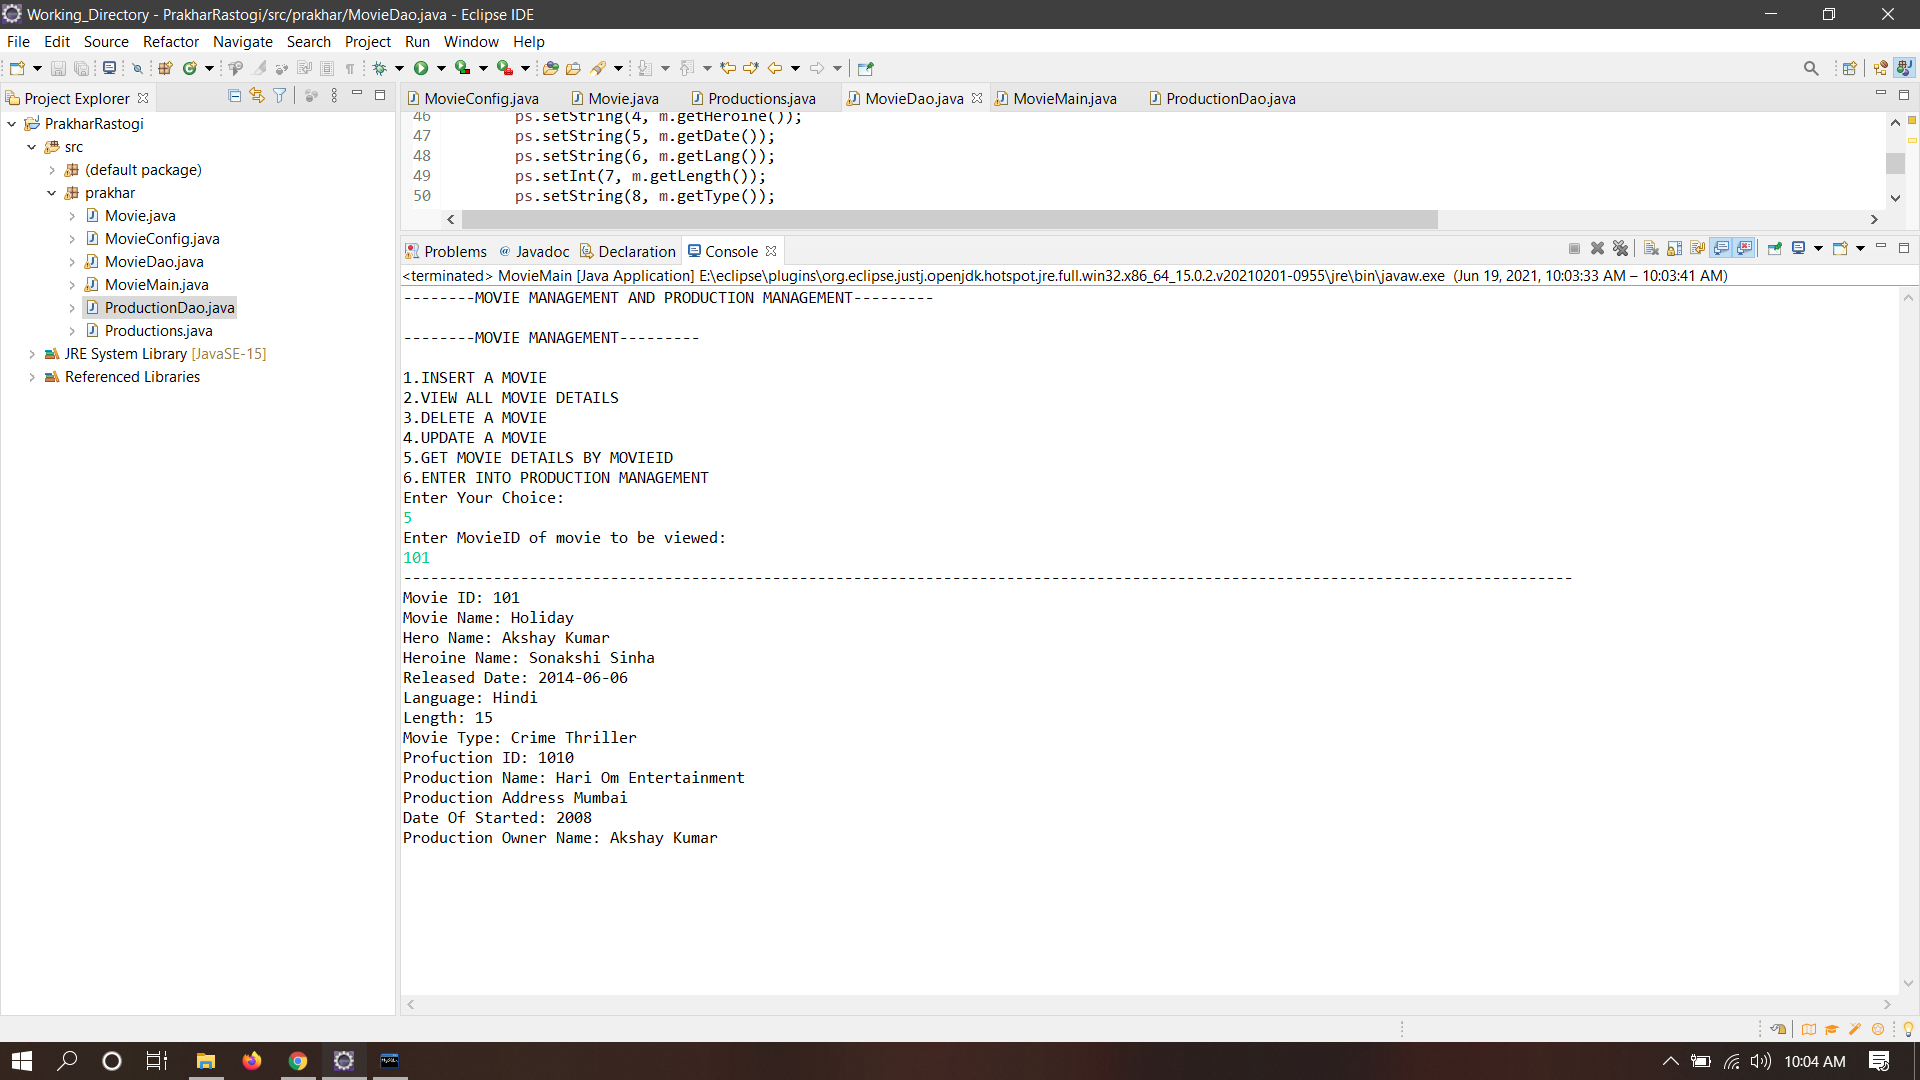 Working_Directory - PrakharRastogi/src/prakhar/MovieDao.java - Eclipse IDE
File Edit Source Refactor Navigate Search Project Run Window Help
Project Explorer
PrakharRastogi
src
(default package)
prakhar
Movie.java
MovieConfig.java
MovieDao.java
MovieMain.java
ProductionDao.java
Productions.java
JRE System Library [JavaSE-15]
Referenced Libraries
MovieConfig.java Movie.java Productions.java MovieDao.java MovieMain.java ProductionDao.java
46 ps.setString(4, m.getHeroine());
47 ps.setString(5, m.getDate());
48 ps.setString(6, m.getLang());
49 ps.setInt(7, m.getLength());
50 ps.setString(8, m.getType());
Problems @ Javadoc Declaration Console
<terminated> MovieMain [Java Application] E:\eclipse\plugins\org.eclipse.justj.openjdk.hotspot.jre.full.win32.x86_64_15.0.2.v20210201-0955\jre\bin\javaw.exe (Jun 19, 2021, 10:03:33 AM – 10:03:41 AM)
--------MOVIE MANAGEMENT AND PRODUCTION MANAGEMENT---------
--------MOVIE MANAGEMENT---------
1.INSERT A MOVIE
2.VIEW ALL MOVIE DETAILS
3.DELETE A MOVIE
4.UPDATE A MOVIE
5.GET MOVIE DETAILS BY MOVIEID
6.ENTER INTO PRODUCTION MANAGEMENT
Enter Your Choice:
5
Enter MovieID of movie to be viewed:
101
----------------------------------------------------------------------------------------------------------------------------------
Movie ID: 101
Movie Name: Holiday
Hero Name: Akshay Kumar
Heroine Name: Sonakshi Sinha
Released Date: 2014-06-06
Language: Hindi
Length: 15
Movie Type: Crime Thriller
Profuction ID: 1010
Production Name: Hari Om Entertainment
Production Address Mumbai
Date Of Started: 2008
Production Owner Name: Akshay Kumar
10:04 AM